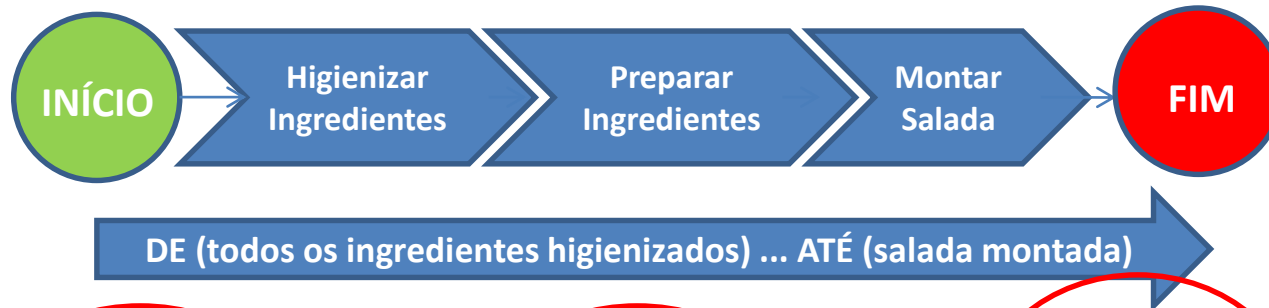 INÍCIO
Higienizar
Ingredientes
Preparar
Ingredientes
Montar
Salada
FIM
DE (todos os ingredientes higienizados) ... ATÉ (salada montada)